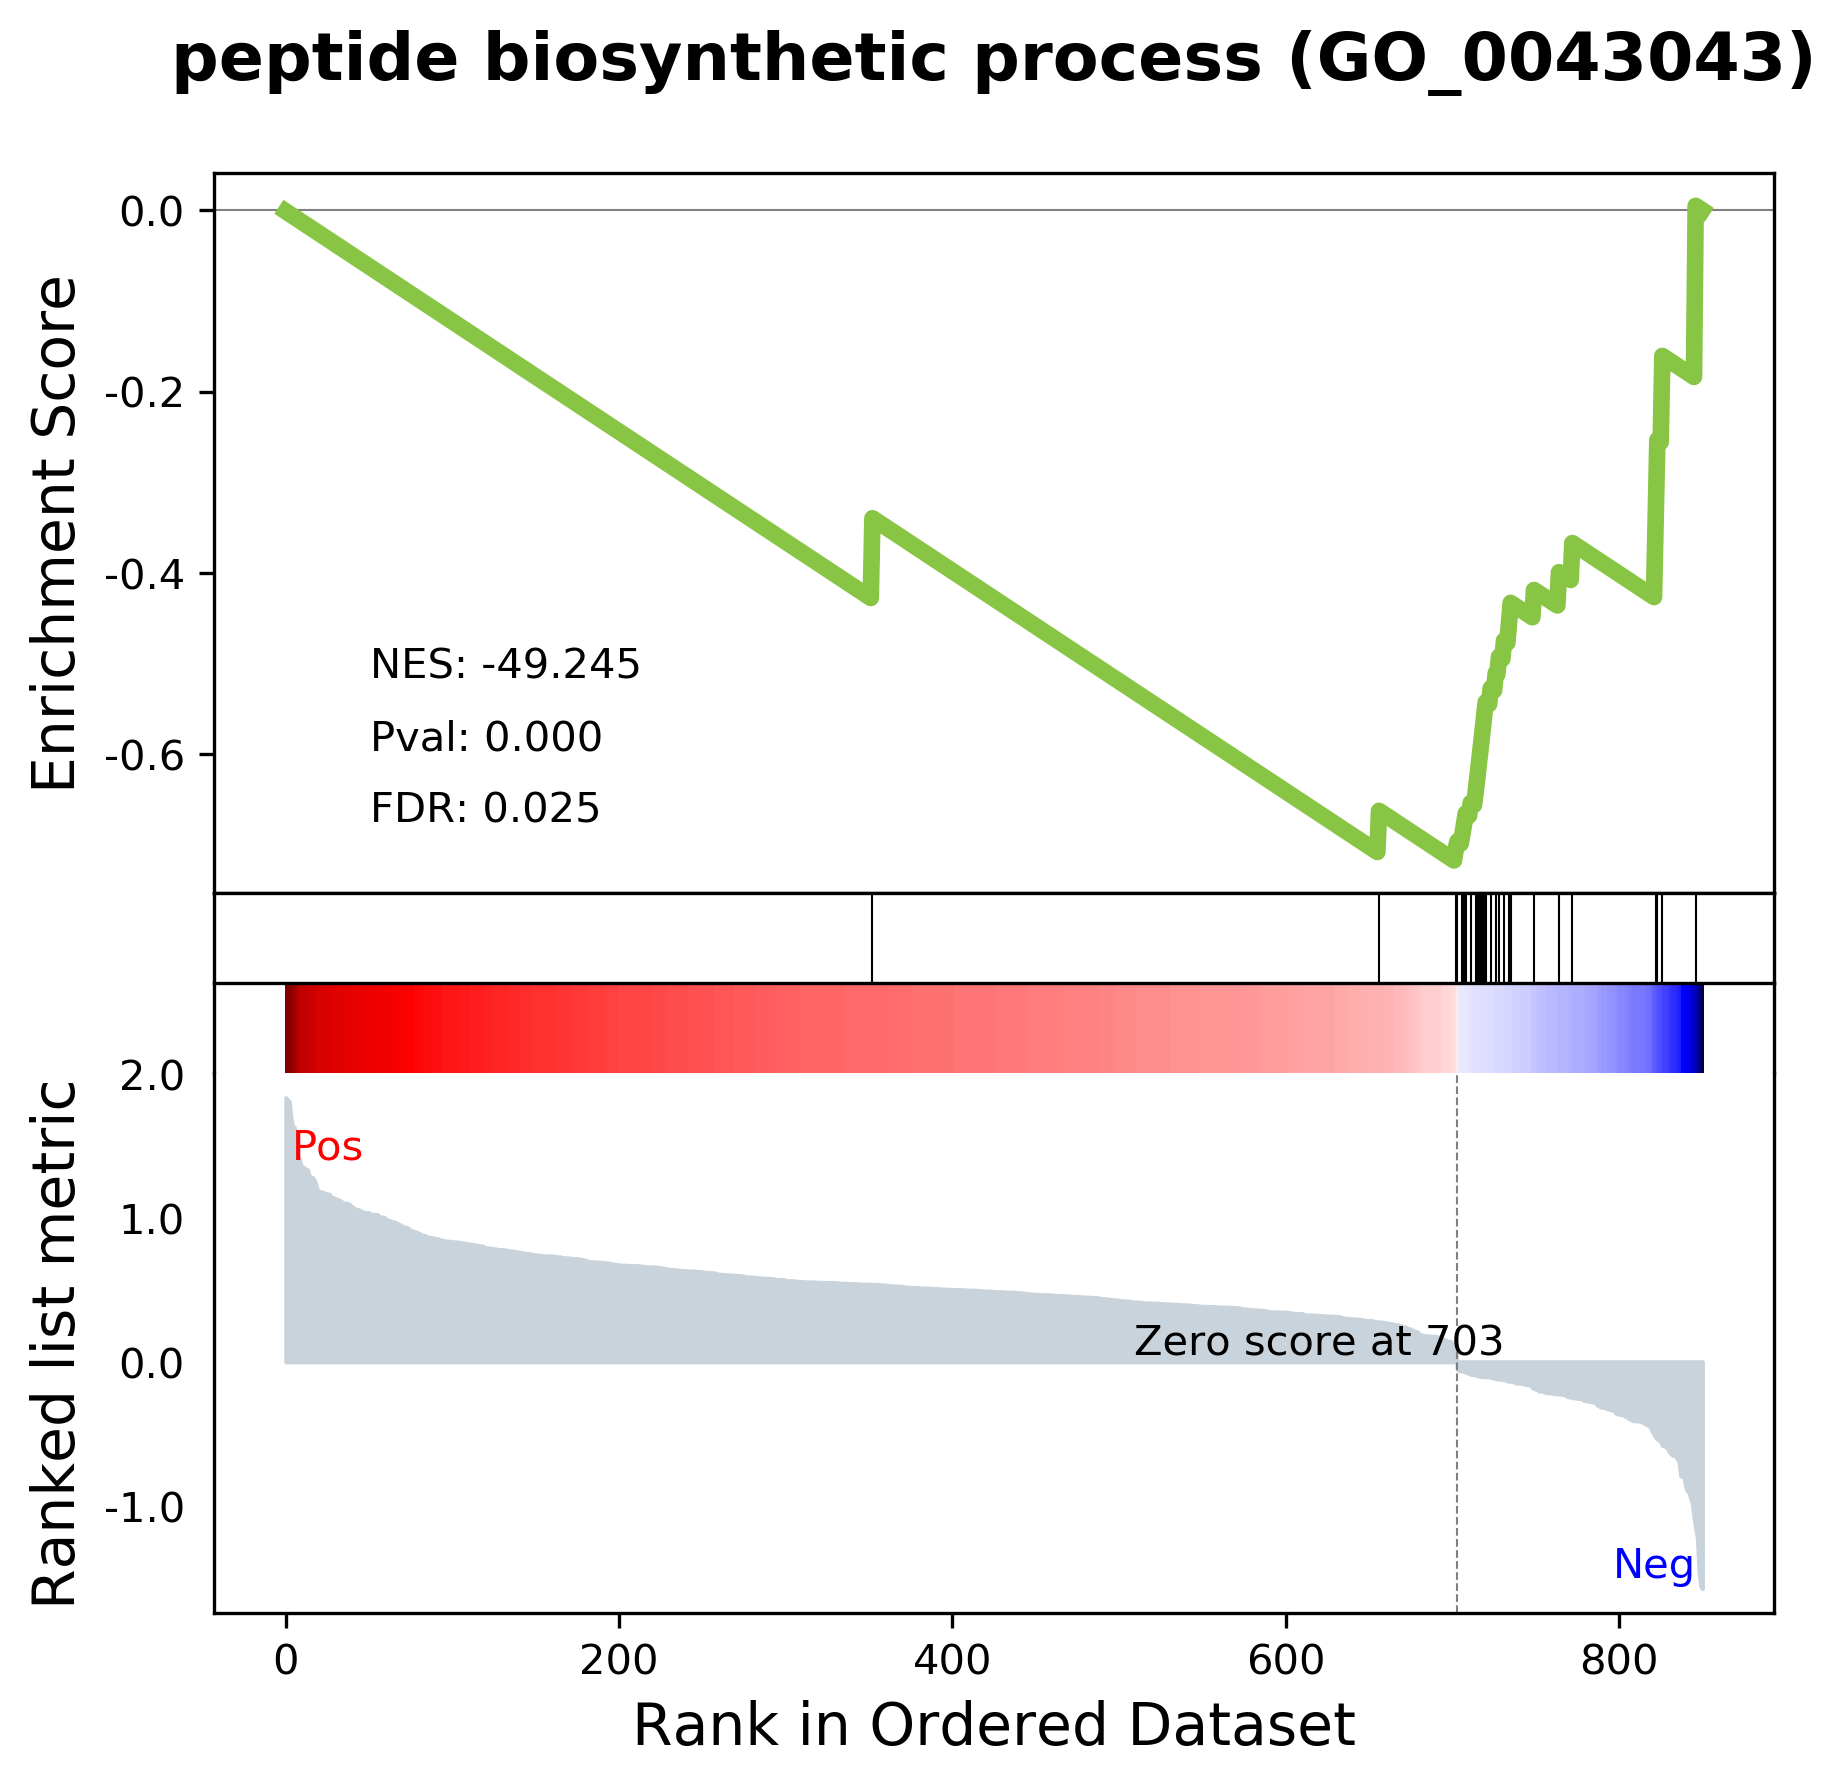 peptide biosynthetic process (GO_0043043)
Enrichment Score
0.0
-0.2
-0.4
-0.6
NES: -49.245
Pval: 0.000
FDR: 0.025
Ranked list metric
2.0
1.0
0.0
-1.0
Pos
Zero score at 703
Neg
0 200 400 600 800
Rank in Ordered Dataset